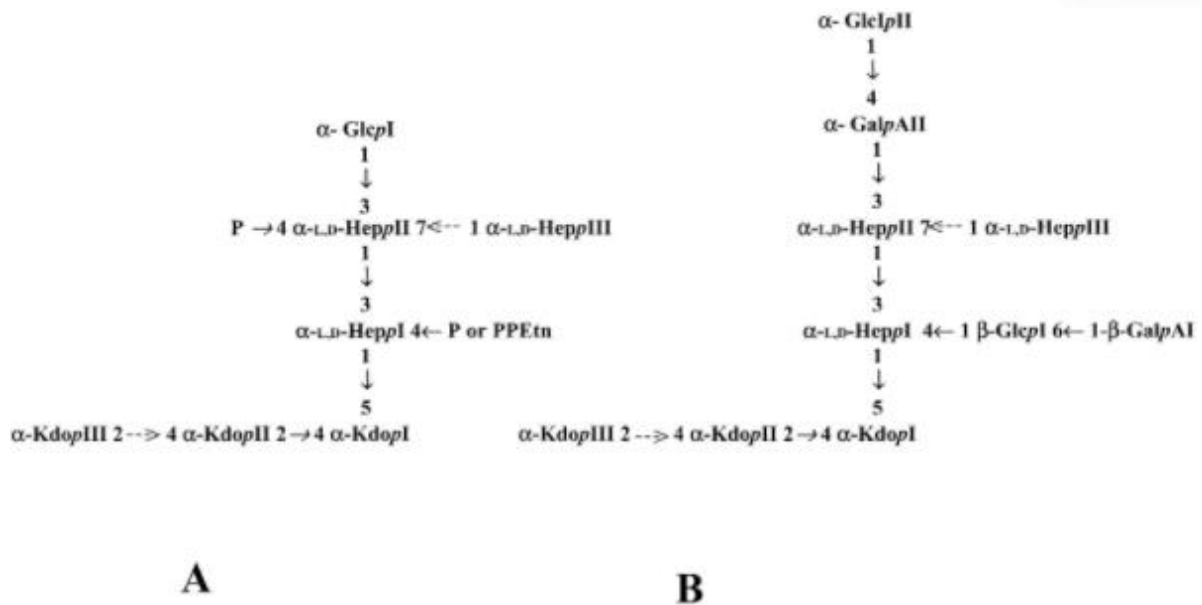 α- GlcIpII
1
↓
4
α- GalpAII
1
↓
3
α-L,D-HeppII 7<-- 1 α-L,D-HeppIII
1
↓
3
α-L,D-HeppI 4← 1 β-GlcpI 6← 1-β-GalpAI
1
↓
5
α-KdopIII 2 --> 4 α-KdopII 2→4 α-KdopI
B
α- GlcpI
1
↓
3
P →4 α-L,D-HeppII 7<-- 1 α-L,D-HeppIII
1
↓
3
α-L,D-HeppI 4← P or PPEtn
1
↓
5
α-KdopIII 2 --> 4 α-KdopII 2→4 α-KdopI
A